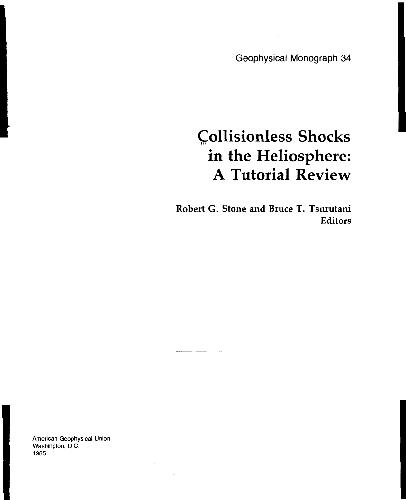 Geophysical Monograph 34
Collisionless Shocks
in the Heliosphere:
A Tutorial Review
Robert G. Stone and Bruce T. Tsurutani
Editors
American Geophysical Union
Washington, D.C.
1985